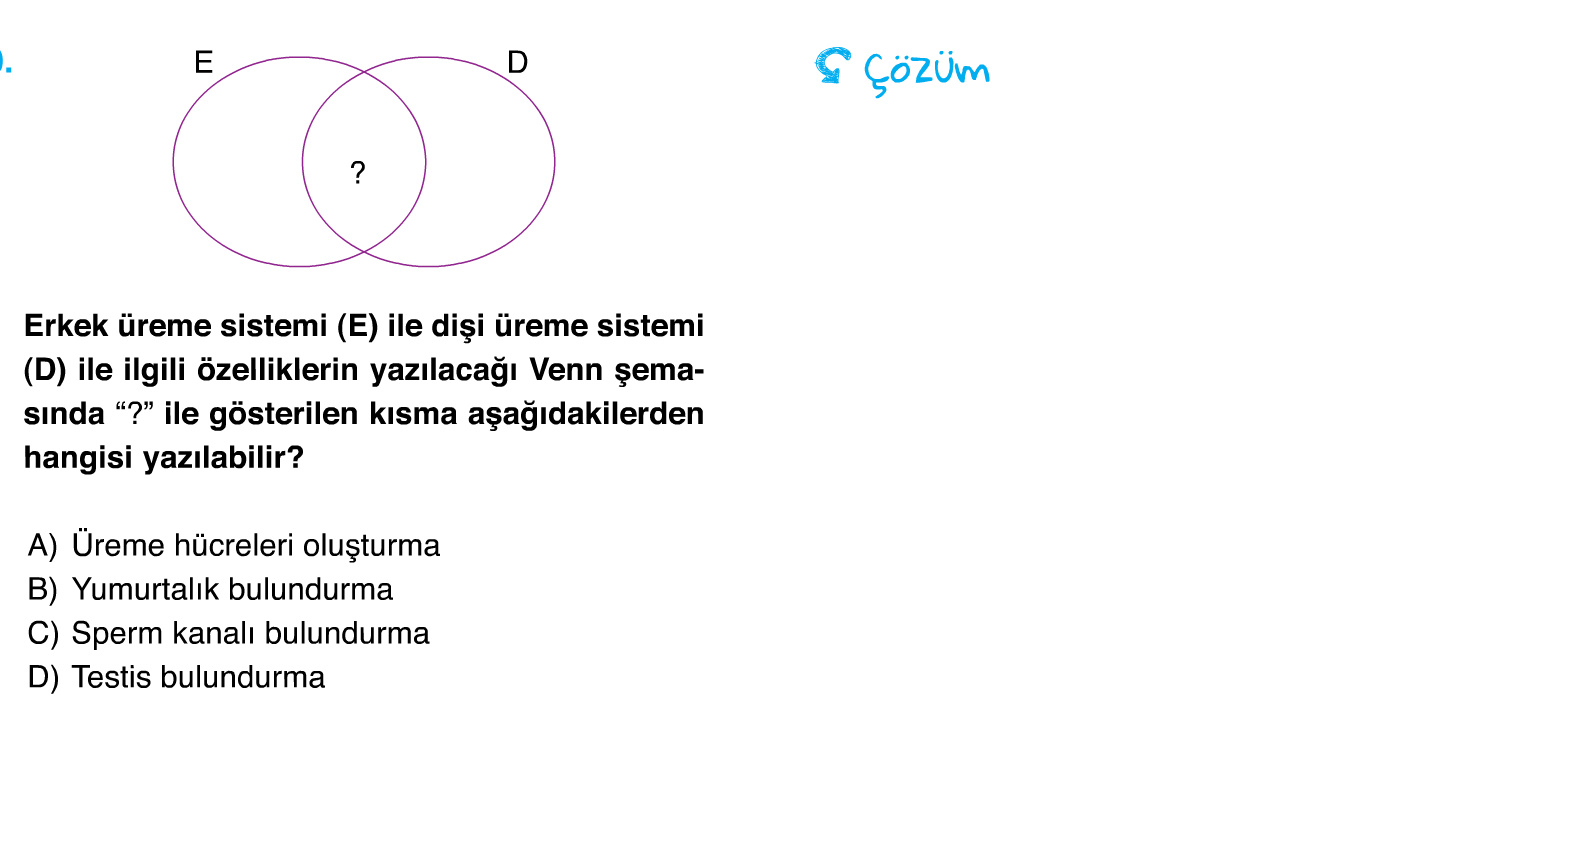 E
D
?
Erkek üreme sistemi (E) ile dişi üreme sistemi
(D) ile ilgili özelliklerin yazılacağı Venn şema-
sında “?” ile gösterilen kısma aşağıdakilerden
hangisi yazılabilir?
A) Üreme hücreleri oluşturma
B) Yumurtalık bulundurma
C) Sperm kanalı bulundurma
D) Testis bulundurma
Çözüm